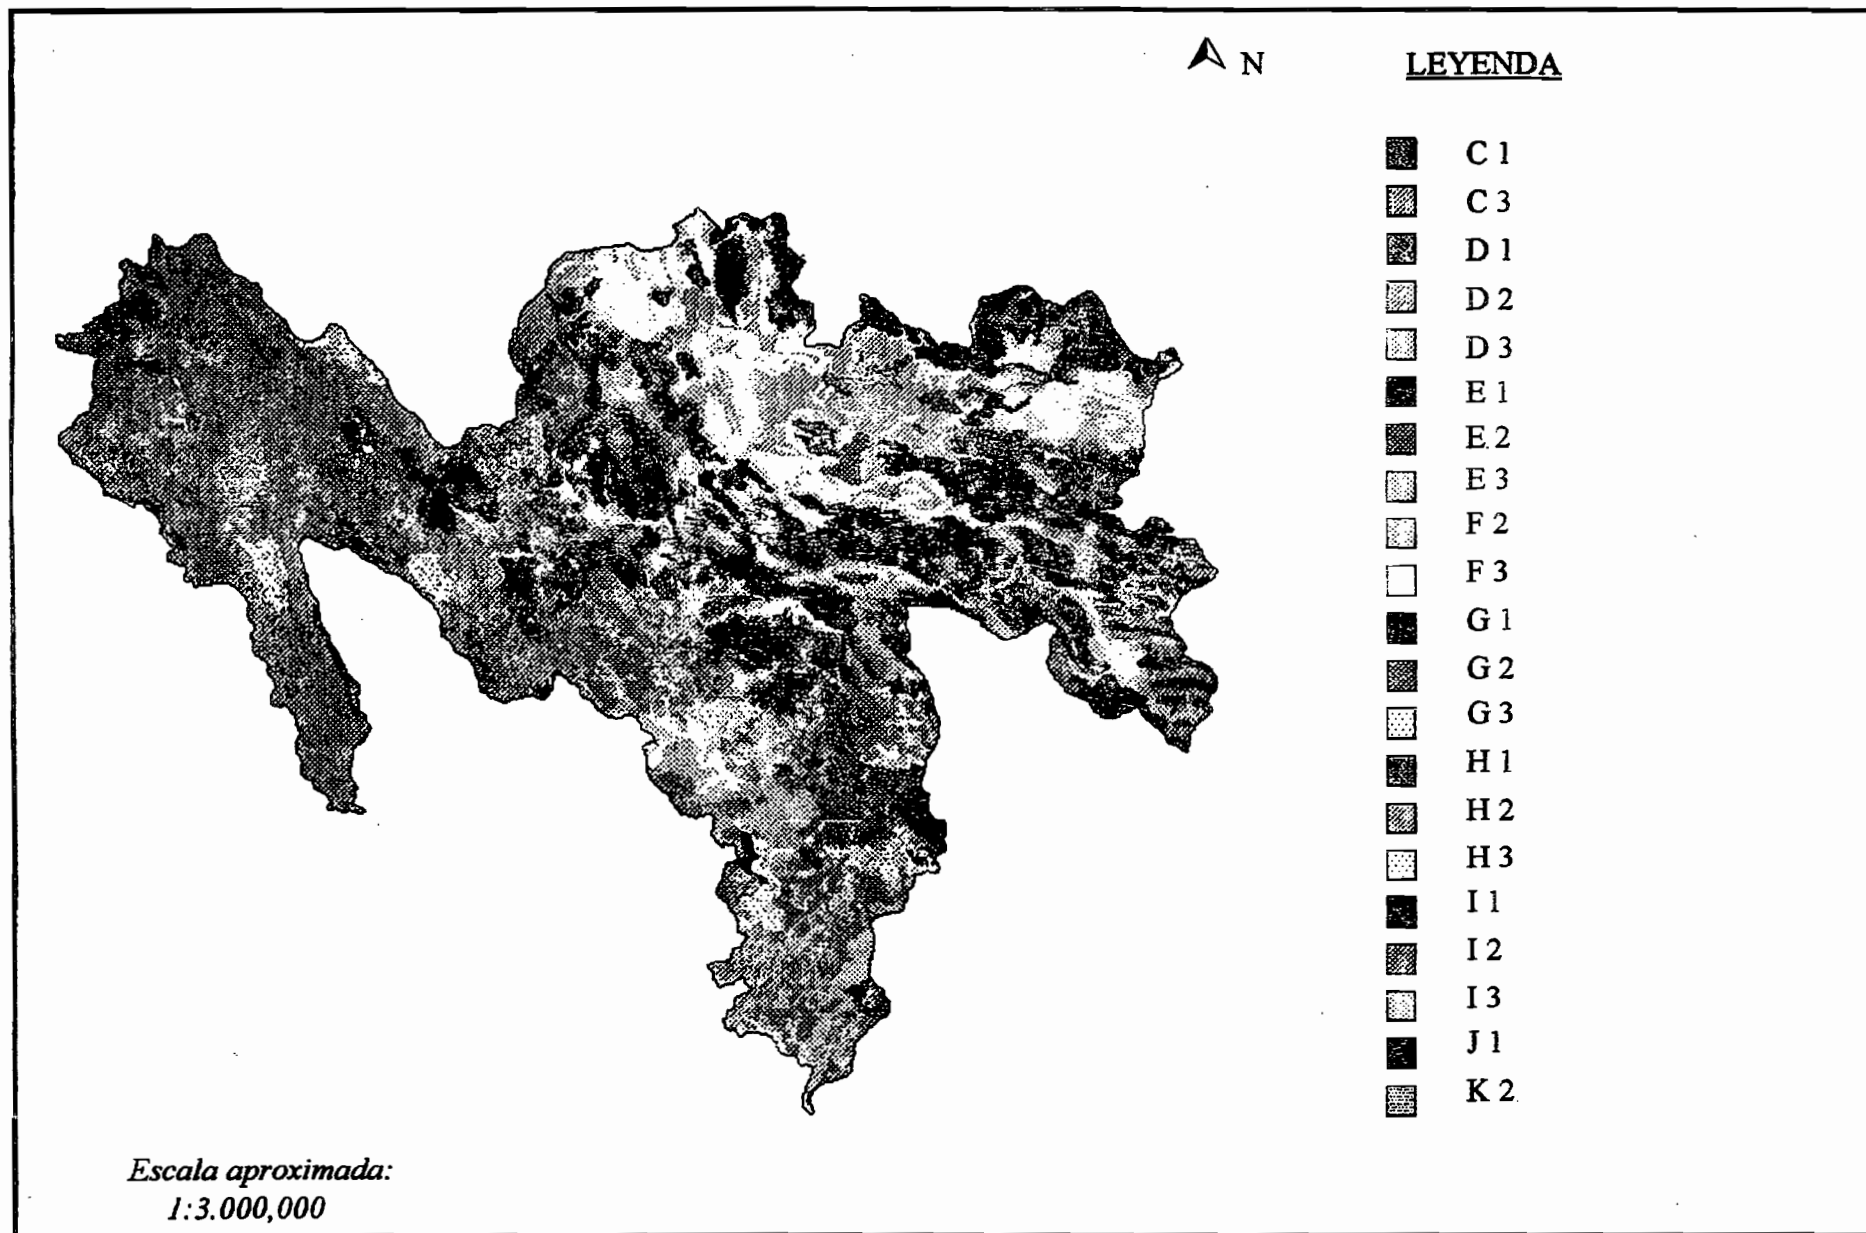 N
LEYENDA
C 1
C 3
D 1
D 2
D 3
E 1
E 2
E 3
F 2
F 3
G 1
G 2
G 3
H 1
H 2
H 3
I 1
I 2
I 3
J 1
K 2
Escala aproximada:
1:3.000,000